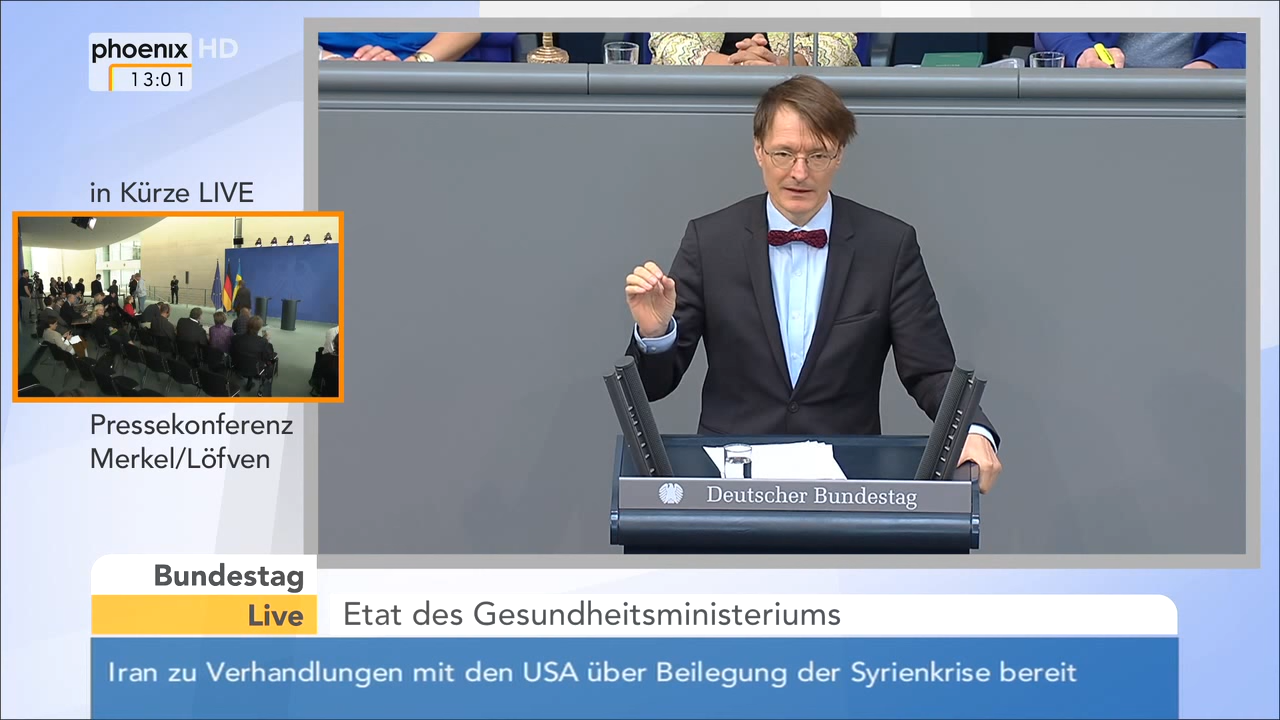 phoenix HD
13:01
in Kürze LIVE
Pressekonferenz
Merkel/Löfven
Deutscher Bundestag
Bundestag
Live
Etat des Gesundheitsministeriums
Iran zu Verhandlungen mit den USA über Beilegung der Syrienkrise bereit